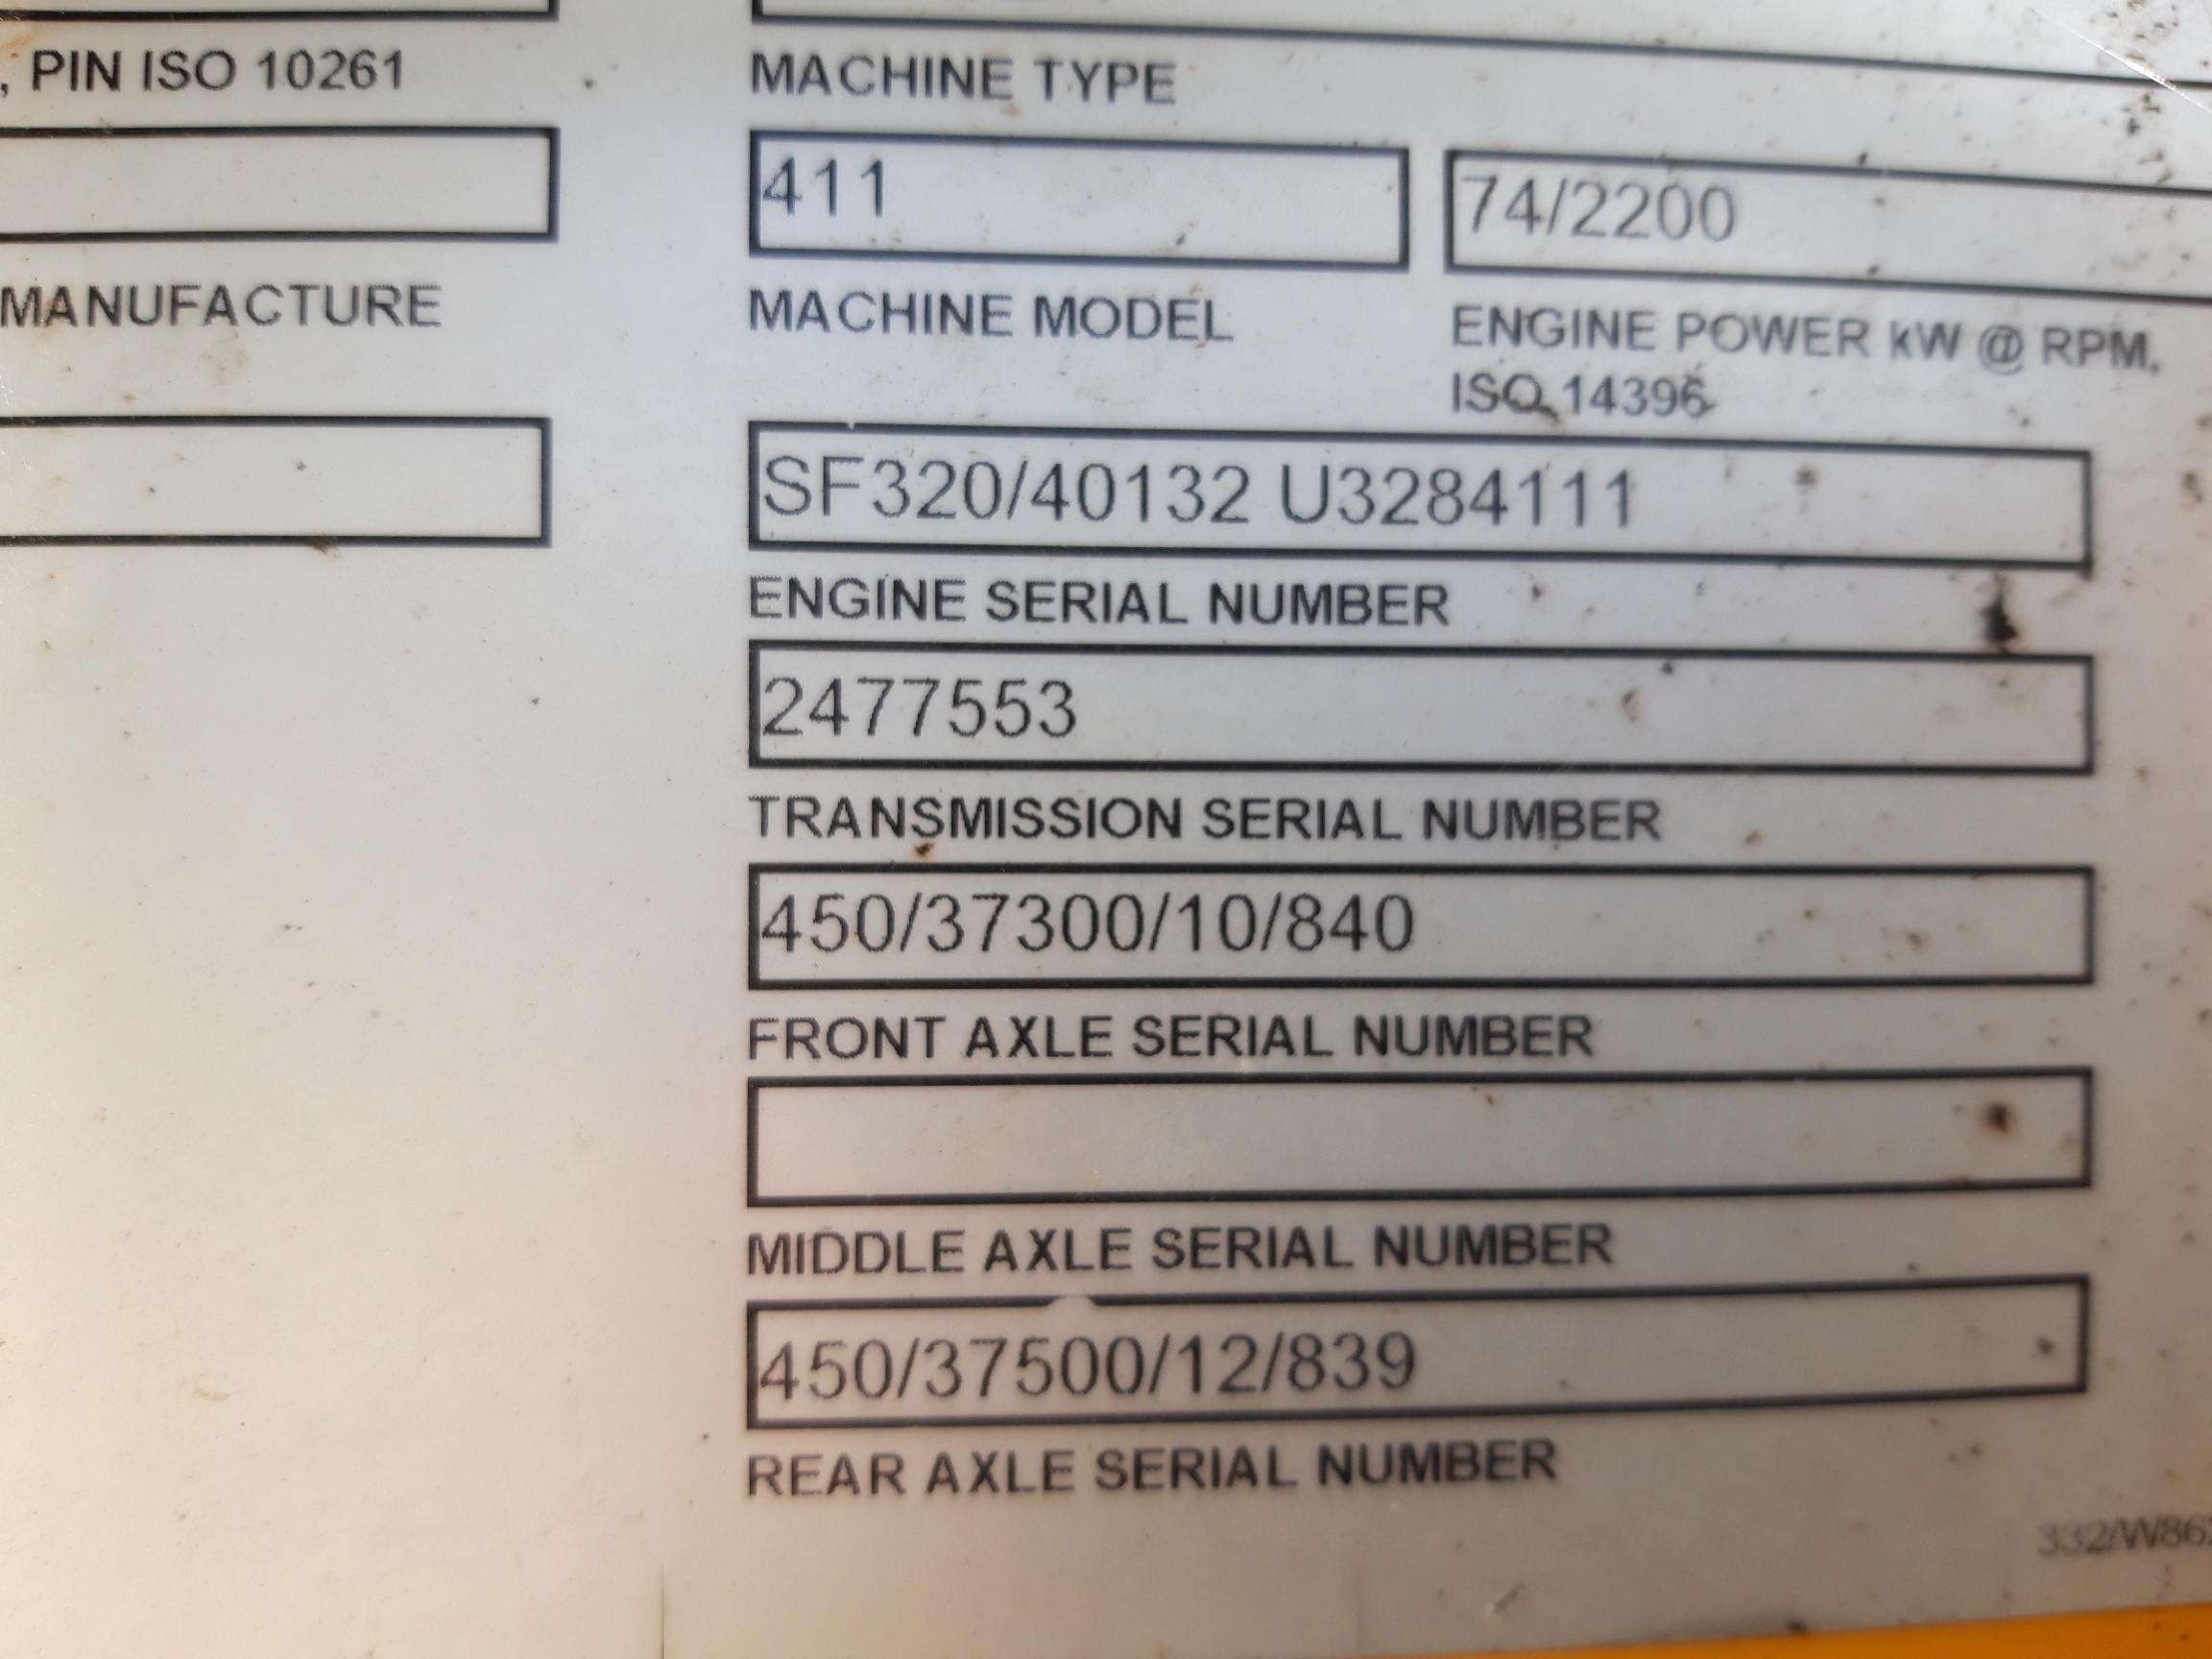 , PIN ISO 10261
MACHINE TYPE
411
74/2200
MANUFACTURE
MACHINE MODEL
ENGINE POWER kW @ RPM,
ISO 14396
SF320/40132 U3284111
ENGINE SERIAL NUMBER
2477553
TRANSMISSION SERIAL NUMBER
450/37300/10/840
FRONT AXLE SERIAL NUMBER
MIDDLE AXLE SERIAL NUMBER
450/37500/12/839
REAR AXLE SERIAL NUMBER